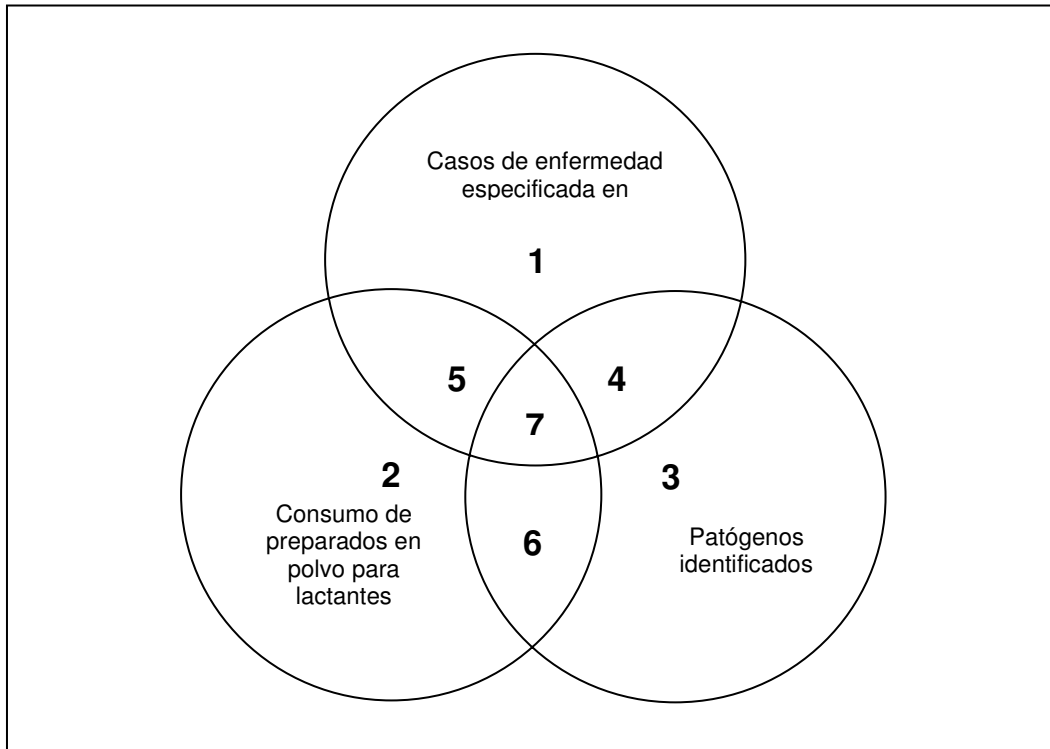 Casos de enfermedad
especificada en
1
5
4
7
2
3
Consumo de
preparados en
polvo para
lactantes
6
Patógenos
identificados